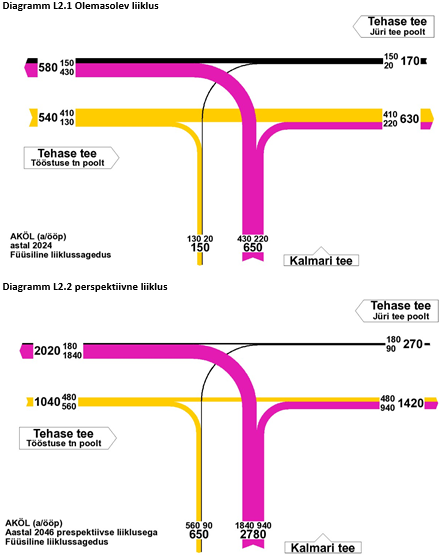 Diagramm L2.1 Olemasolev liiklus
Tehase tee
Jüri tee poolt
580 150 430
150 20 170
540 410 130
410 220 630
Tehase tee
Tööstuse tn poolt
AKÖL (a/ööp)
astal 2024
Füüsiline liiklussagedus
130 20
150
430 220
650
Kalmari tee
Diagramm L2.2 perspektiivne liiklus
Tehase tee
Jüri tee poolt
2020 180 1840
180 90 270
1040 480 560
480 940 1420
Tehase tee
Tööstuse tn poolt
AKÖL (a/ööp)
Aastal 2046 prespektiivse liiklusega
Füüsiline liiklussagedus
560 90
650
1840 940
2780
Kalmari tee